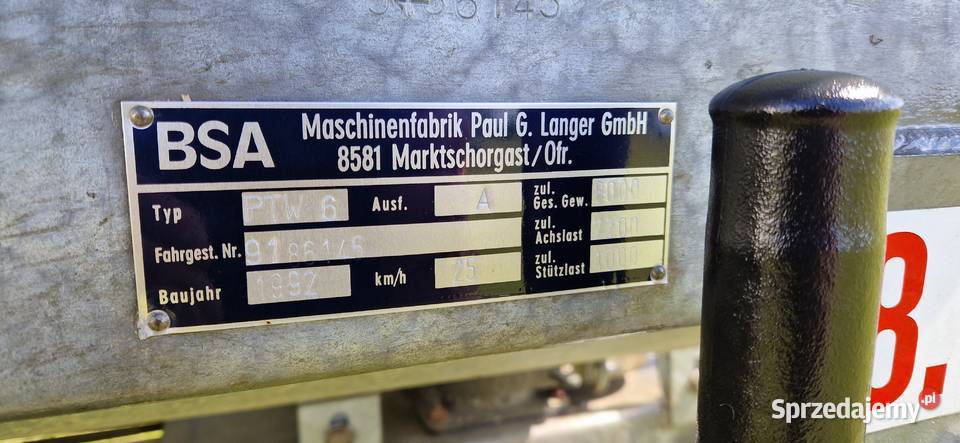 BSA
Maschinenfabrik Paul G. Langer GmbH
8581 Marktschorgast/Ofr.
Typ PTW 6 Ausf. A zul. Ges. Gew.
Fahrgest. Nr. zul. Achslast
Baujahr 1992 km/h 25 zul. Stützlast
8.
Sprzedajemy.pl